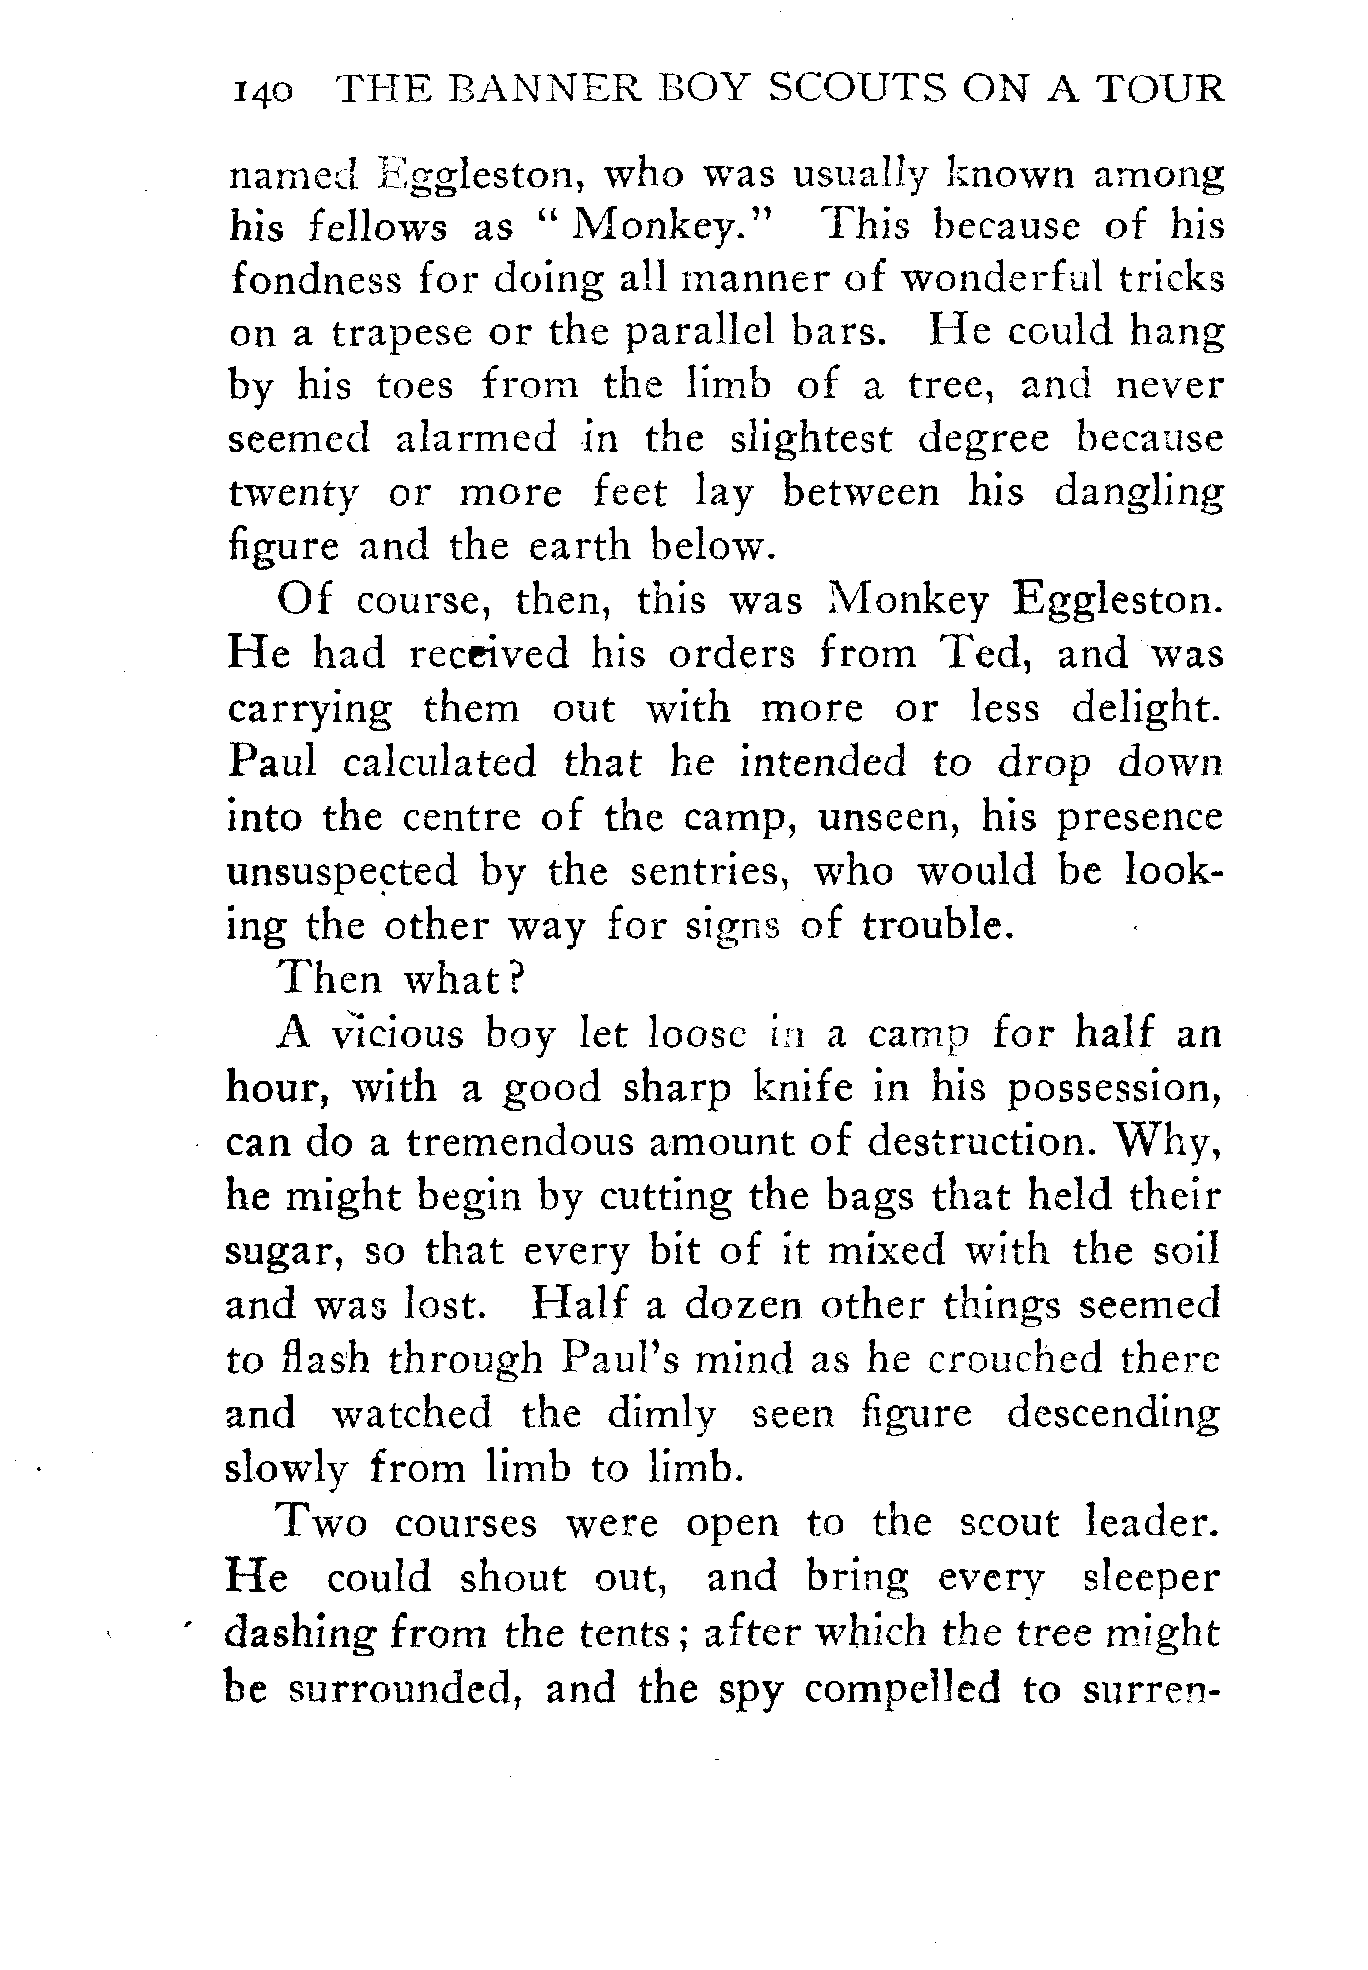 140 THE BANNER BOY SCOUTS ON A TOUR
named Eggleston, who was usually known among
his fellows as “ Monkey.” This because of his
fondness for doing all manner of wonderful tricks
on a trapese or the parallel bars. He could hang
by his toes from the limb of a tree, and never
seemed alarmed in the slightest degree because
twenty or more feet lay between his dangling
figure and the earth below.
Of course, then, this was Monkey Eggleston.
He had received his orders from Ted, and was
carrying them out with more or less delight.
Paul calculated that he intended to drop down
into the centre of the camp, unseen, his presence
unsuspected by the sentries, who would be look-
ing the other way for signs of trouble.
Then what?
A vicious boy let loose in a camp for half an
hour, with a good sharp knife in his possession,
can do a tremendous amount of destruction. Why,
he might begin by cutting the bags that held their
sugar, so that every bit of it mixed with the soil
and was lost. Half a dozen other things seemed
to flash through Paul’s mind as he crouched there
and watched the dimly seen figure descending
slowly from limb to limb.
Two courses were open to the scout leader.
He could shout out, and bring every sleeper
dashing from the tents; after which the tree might
be surrounded, and the spy compelled to surren-